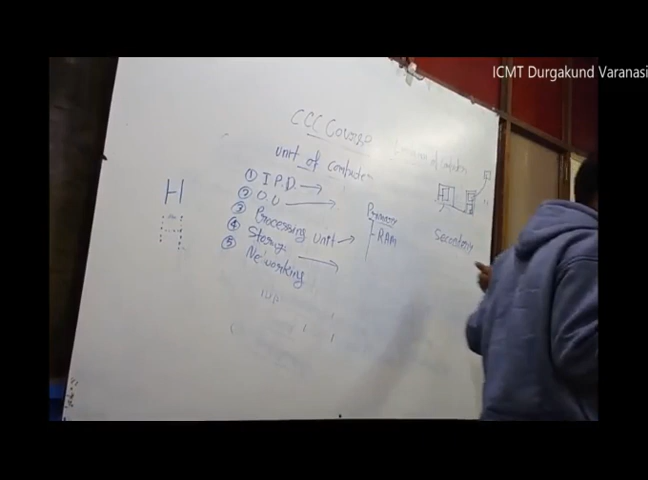 ICMT Durgakund Varanasi
CCC Course
unit of computer
① I P.D. →
② O.U →
③ Processing unit →
④ Storage
⑤ Networking
H
Primary
RAM
Secondary